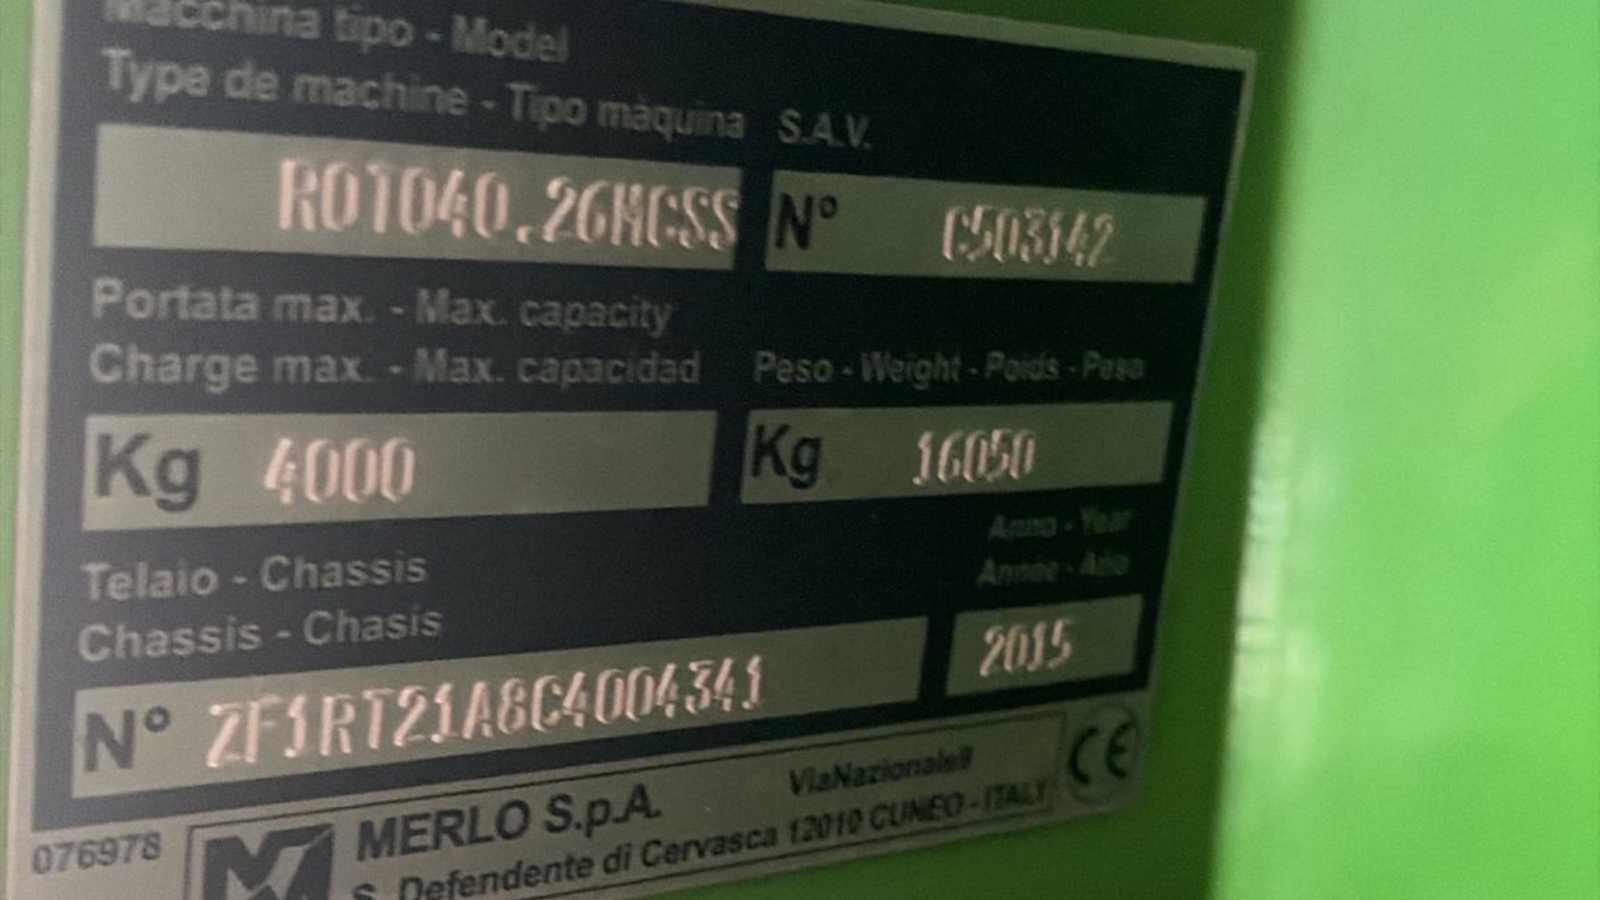 Macchina tipo - Model
Type de machine - Tipo màquina S.A.V.
ROTO40.26MCSS N° C503142
Portata max. - Max. capacity
Charge max. - Max. capacidad Peso - Weight - Poids - Peso
Kg 4000 Kg 16050
Anno - Year
Telaio - Chassis Année - Año
Chassis - Chasis
N° ZF1RT21A8C4004341 2015
MERLO S.p.A. ViaNazionale9 CE
076978 S. Defendente di Cervasca 12010 CUNEO - ITALY